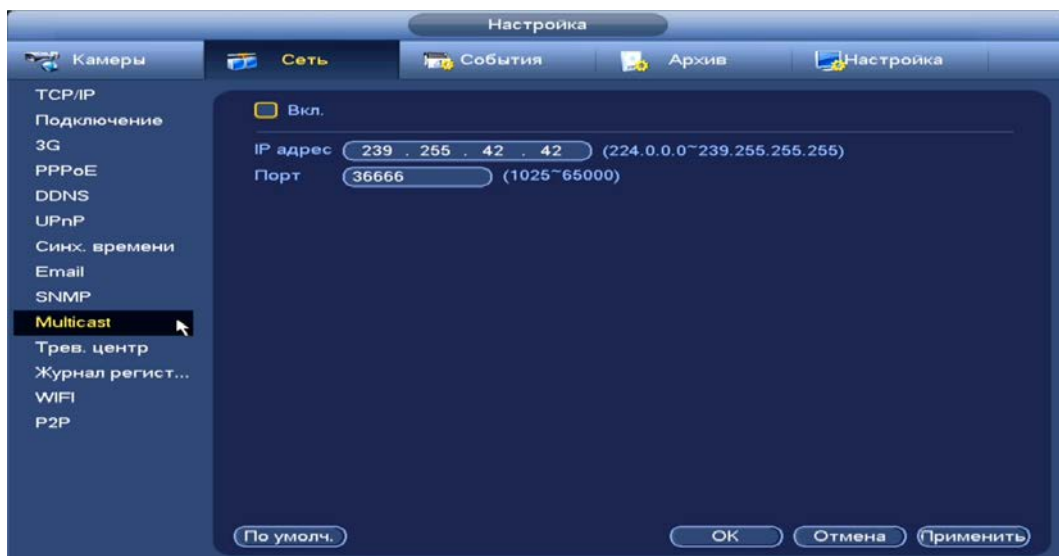 Настройка
Камеры
Сеть
События
Архив
Настройка
TCP/IP
Подключение
3G
PPPoE
DDNS
UPnP
Синх. времени
Email
SNMP
Multicast
Трев. центр
Журнал регист...
WIFI
P2P
Вкл.
IP адрес 239 . 255 . 42 . 42 (224.0.0.0~239.255.255.255)
Порт 36666 (1025~65000)
По умолч. OK Отмена Применить